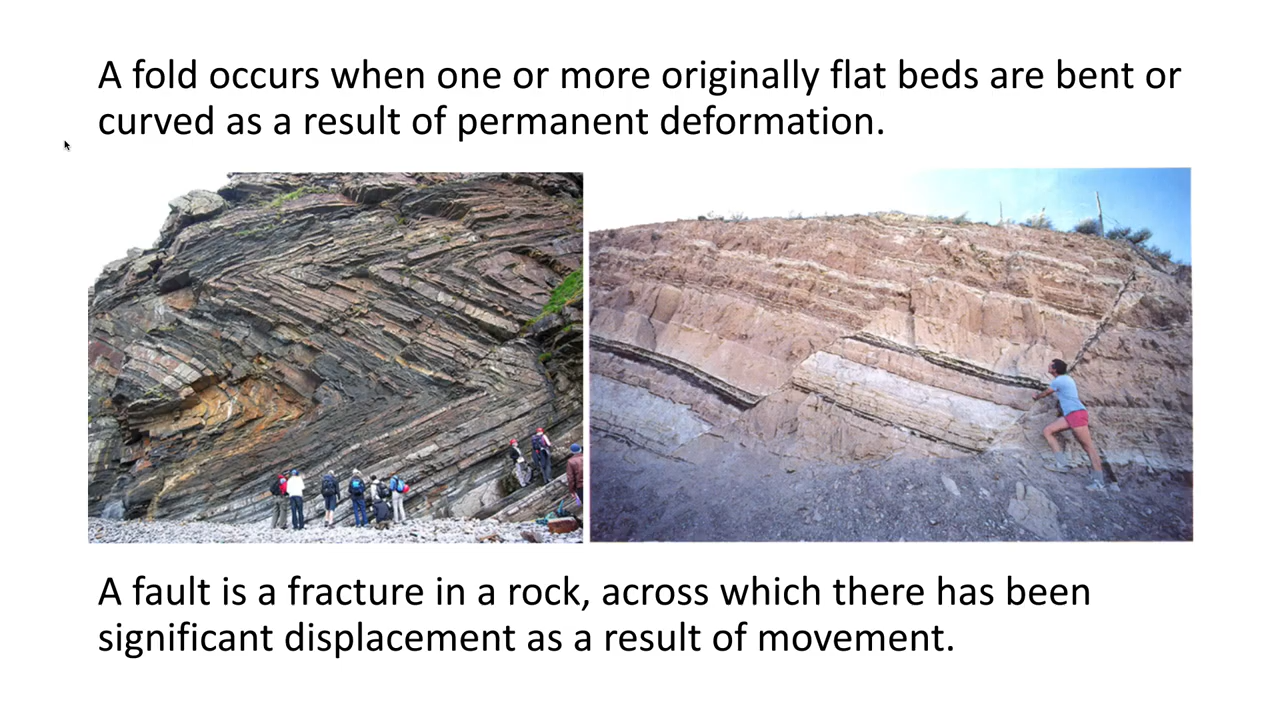 A fold occurs when one or more originally flat beds are bent or
curved as a result of permanent deformation.
A fault is a fracture in a rock, across which there has been
significant displacement as a result of movement.